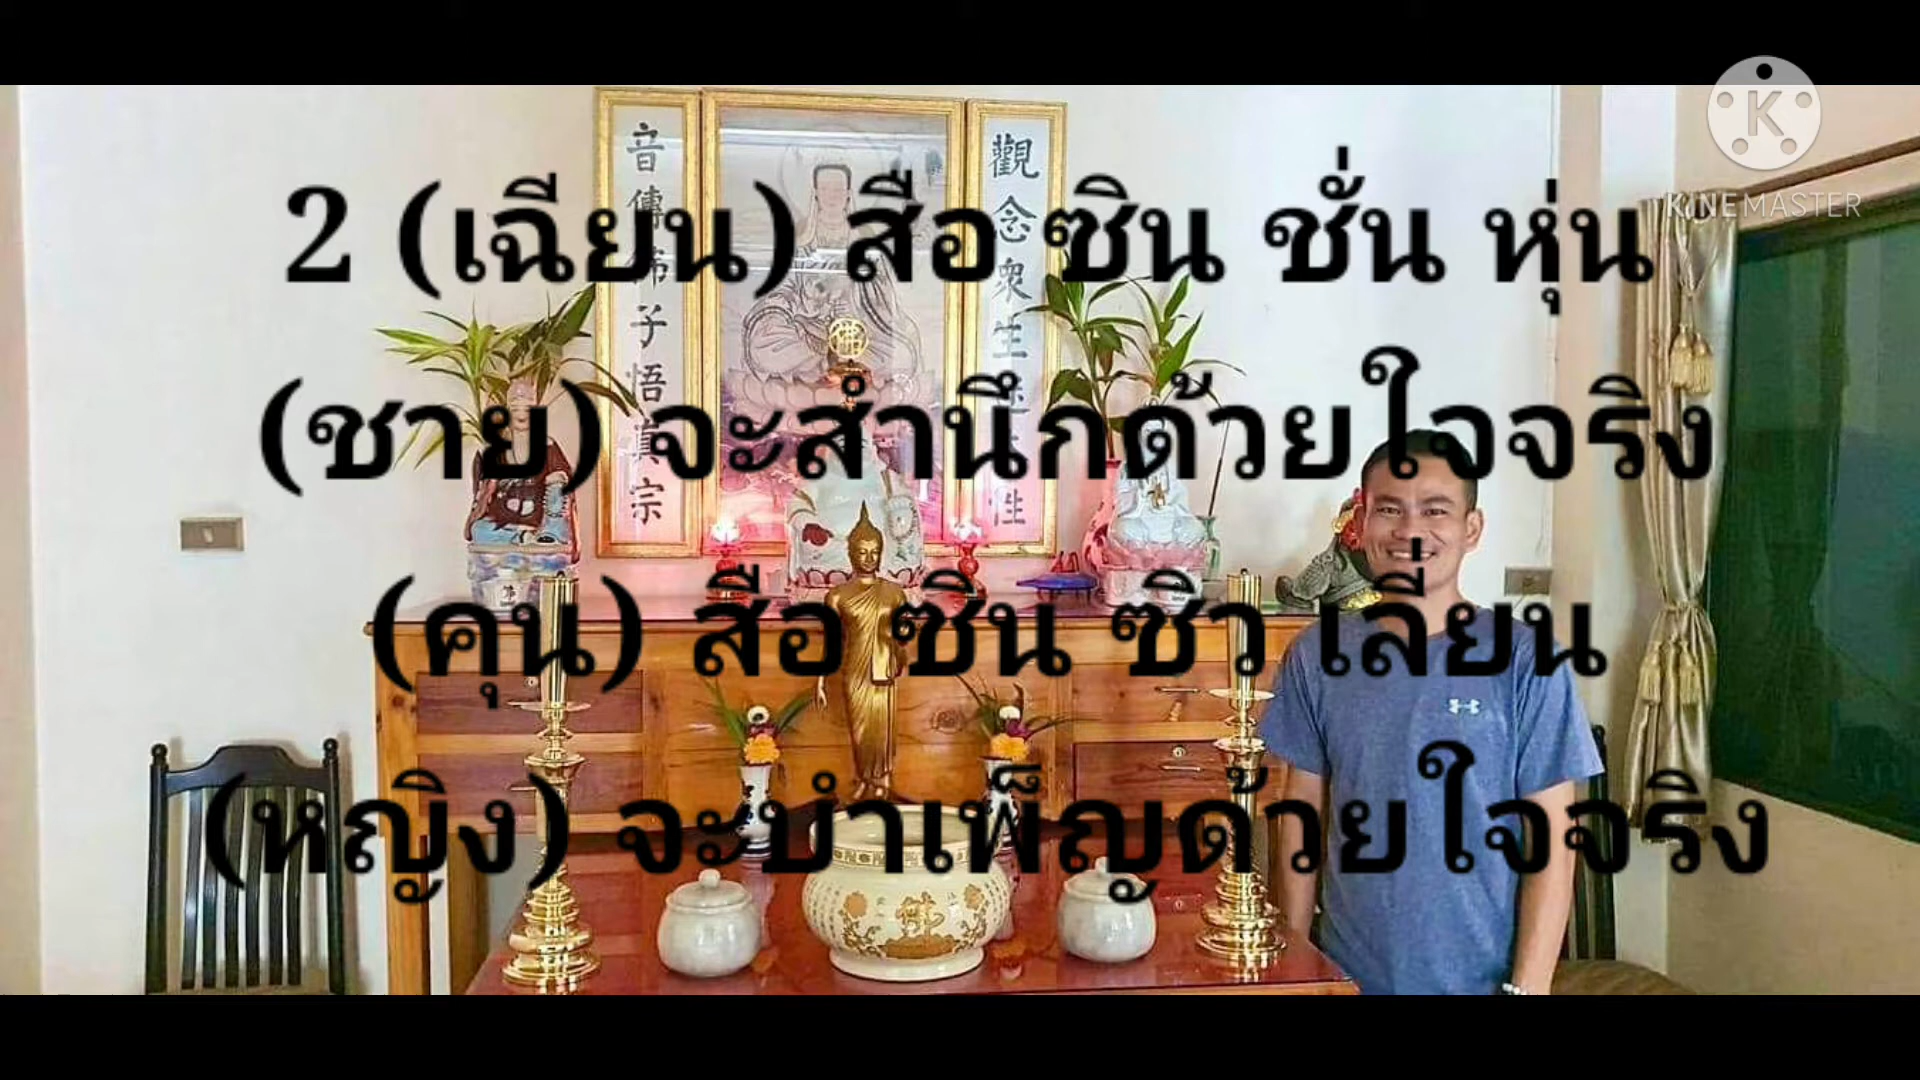 2 (เฉียน) สือ ซิน ชั่น หุ่น
(ชาย) จะสำนึกด้วยใจจริง
(คุน) สือ ซิน ซิว เลี่ยน
(หญิง) จะบำเพ็ญด้วยใจจริง
K
KINEMASTER
觀念衆生
性
音傳佛子悟真宗
佛